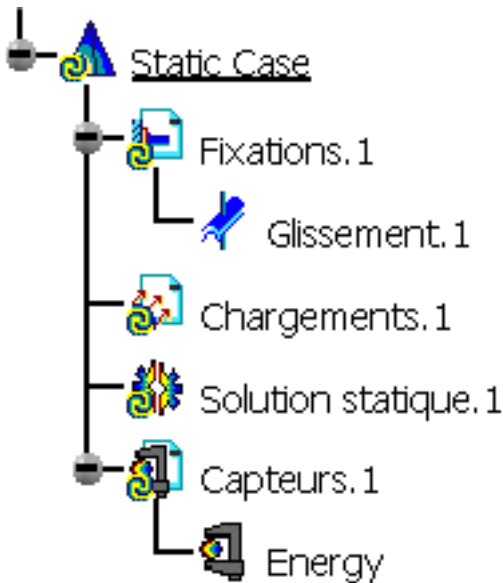 Static Case
Fixations.1
Glissement.1
Chargements.1
Solution statique.1
Capteurs.1
Energy